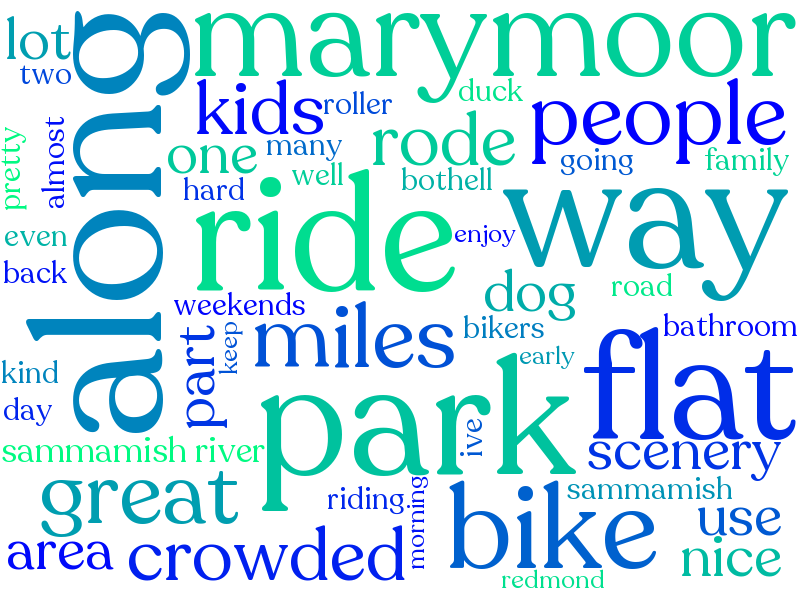 lot
marymoor
two
along
kids
roller
duck
people
pretty
almost
one
many
rode
going
family
hard
well
bothell
even
ride
enjoy
way
back
weekends
dog
road
part
keep
miles
bikers
bathroom
kind
early
flat
day
park
ive
sammamish river
scenery
great
riding
morning
bike
sammamish
use
area
crowded
nice
redmond